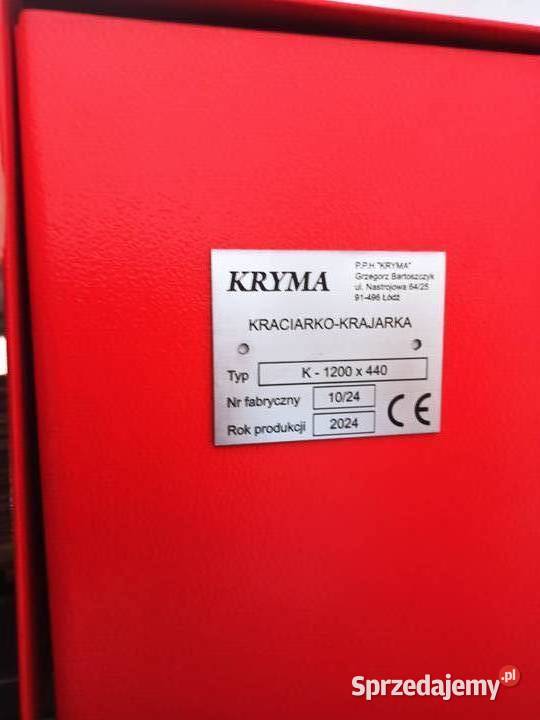 KRYMA
P.P.H. "KRYMA"
Grzegorz Bartoszczyk
ul. Nastrojowa 64/25
91-496 Łódź
KRACIARKO-KRAJARKA
Typ K - 1200 x 440
Nr fabryczny 10/24
Rok produkcji 2024
CE
Sprzedajemy.pl